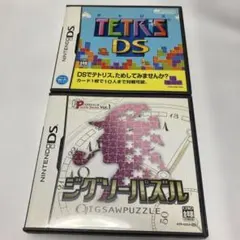 NINTENDO DS
TETRIS
DS
DSでテトリス、ためしてみませんか?
カード1枚で10人まで対戦可能。
NINTENDO DS
Vol.1
ジグソーパズル
JIGSAWPUZZLE